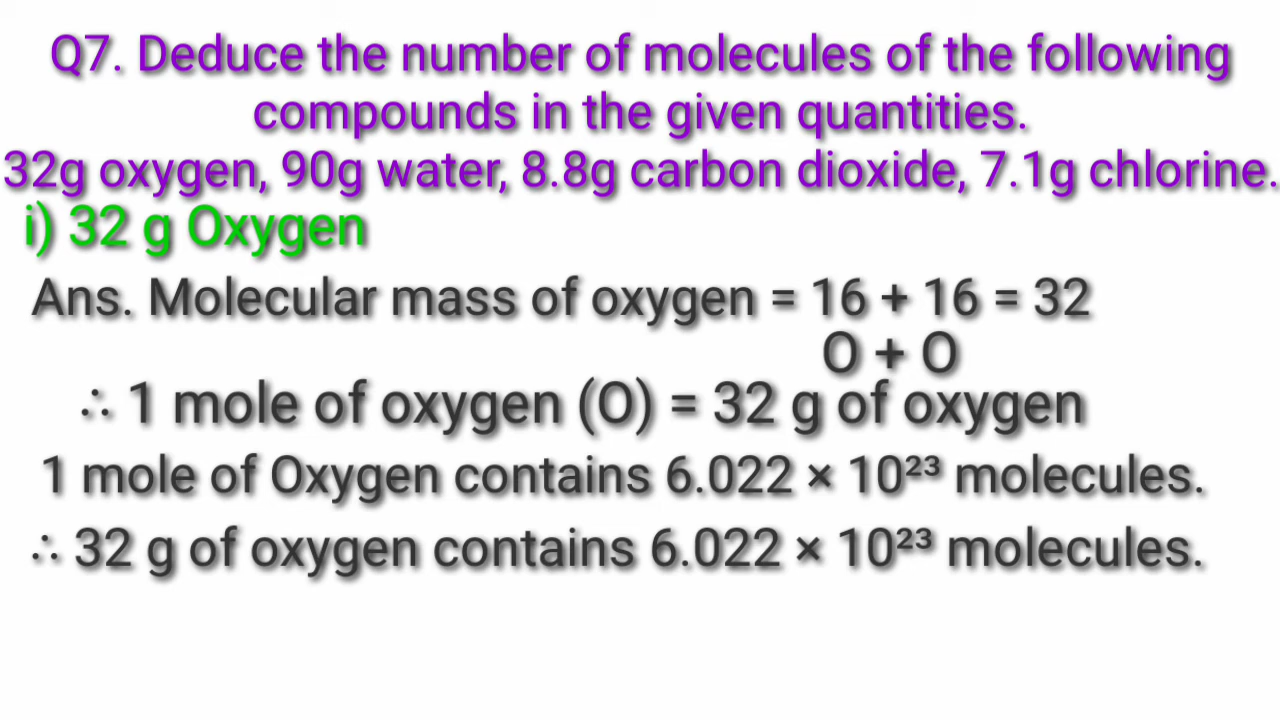 Q7. Deduce the number of molecules of the following
compounds in the given quantities.
32g oxygen, 90g water, 8.8g carbon dioxide, 7.1g chlorine.
i) 32 g Oxygen
Ans. Molecular mass of oxygen = 16 + 16 = 32
O + O
∴ 1 mole of oxygen (O) = 32 g of oxygen
1 mole of Oxygen contains 6.022 × 10²³ molecules.
∴ 32 g of oxygen contains 6.022 × 10²³ molecules.